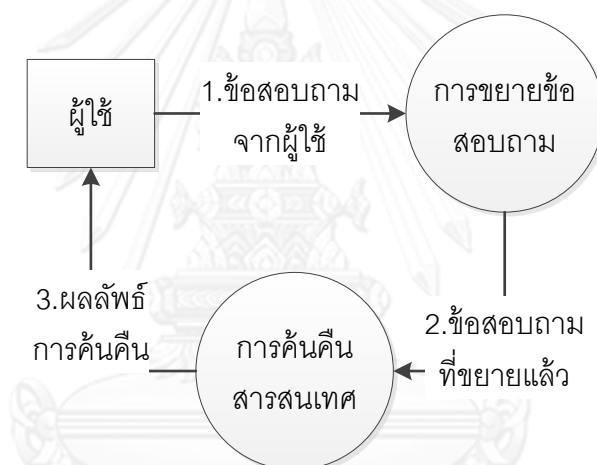 ผู้ใช้
1.ข้อสอบถาม
จากผู้ใช้
การขยายข้อ
สอบถาม
2.ข้อสอบถาม
ที่ขยายแล้ว
การค้นคืน
สารสนเทศ
3.ผลลัพธ์
การค้นคืน